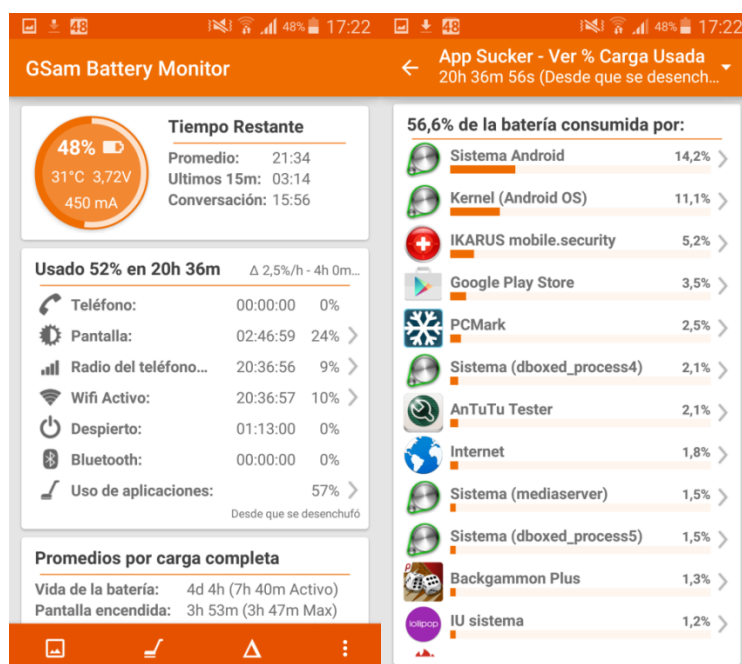 48
48% 17:22
GSam Battery Monitor
48%
31°C 3,72V
450 mA
Tiempo Restante
Promedio: 21:34
Ultimos 15m: 03:14
Conversación: 15:56
Usado 52% en 20h 36m Δ 2,5%/h - 4h 0m...
Teléfono: 00:00:00 0%
Pantalla: 02:46:59 24%
Radio del teléfono... 20:36:56 9%
Wifi Activo: 20:36:57 10%
Despierto: 01:13:00 0%
Bluetooth: 00:00:00 0%
Uso de aplicaciones: 57%
Desde que se desenchufó
Promedios por carga completa
Vida de la batería: 4d 4h (7h 40m Activo)
Pantalla encendida: 3h 53m (3h 47m Max)
Δ
48
48% 17:22
App Sucker - Ver % Carga Usada
20h 36m 56s (Desde que se desench...
56,6% de la batería consumida por:
Sistema Android 14,2%
Kernel (Android OS) 11,1%
IKARUS mobile.security 5,2%
Google Play Store 3,5%
PCMark 2,5%
Sistema (dboxed_process4) 2,1%
AnTuTu Tester 2,1%
Internet 1,8%
Sistema (mediaserver) 1,5%
Sistema (dboxed_process5) 1,5%
Backgammon Plus 1,3%
lollipop
IU sistema 1,2%